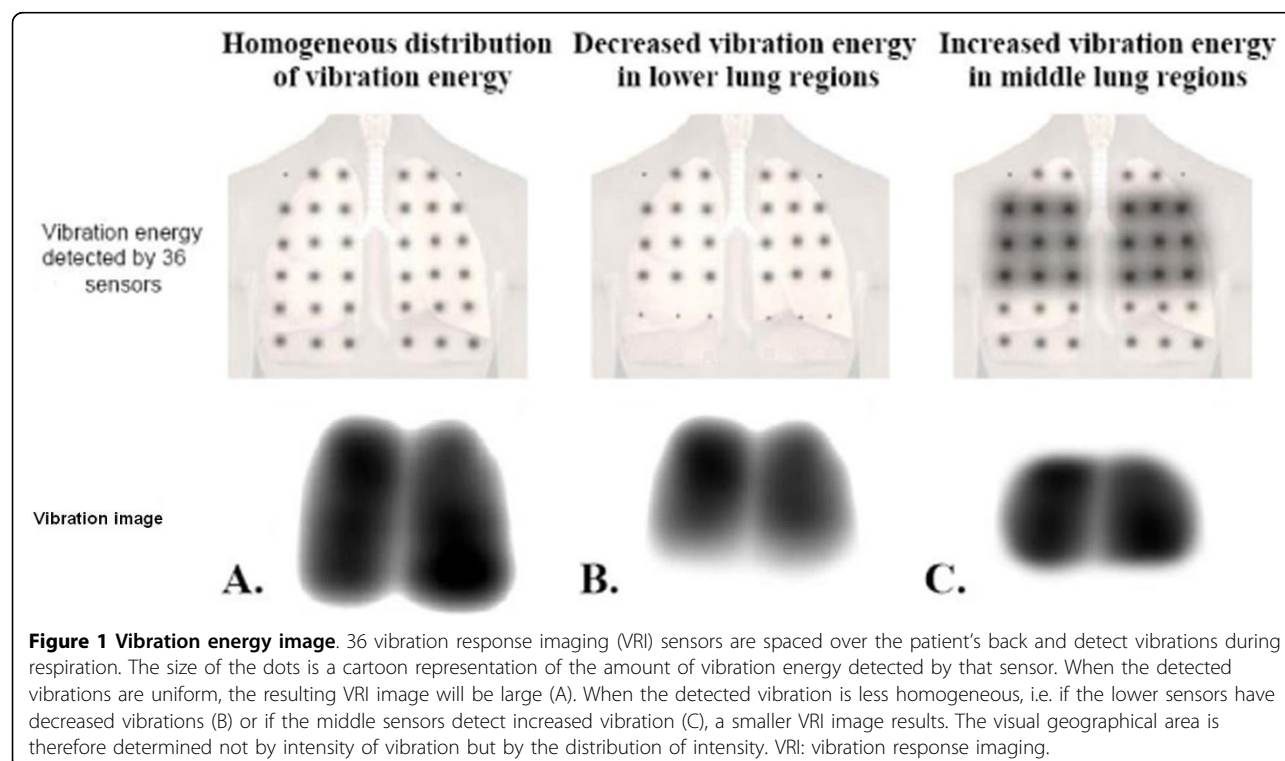 Homogeneous distribution
of vibration energy
Decreased vibration energy
in lower lung regions
Increased vibration energy
in middle lung regions
Vibration energy
detected by 36
sensors
Vibration image
A.
B.
C.
Figure 1 Vibration energy image. 36 vibration response imaging (VRI) sensors are spaced over the patient's back and detect vibrations during
respiration. The size of the dots is a cartoon representation of the amount of vibration energy detected by that sensor. When the detected
vibrations are uniform, the resulting VRI image will be large (A). When the detected vibration is less homogeneous, i.e. if the lower sensors have
decreased vibrations (B) or if the middle sensors detect increased vibration (C), a smaller VRI image results. The visual geographical area is
therefore determined not by intensity of vibration but by the distribution of intensity. VRI: vibration response imaging.